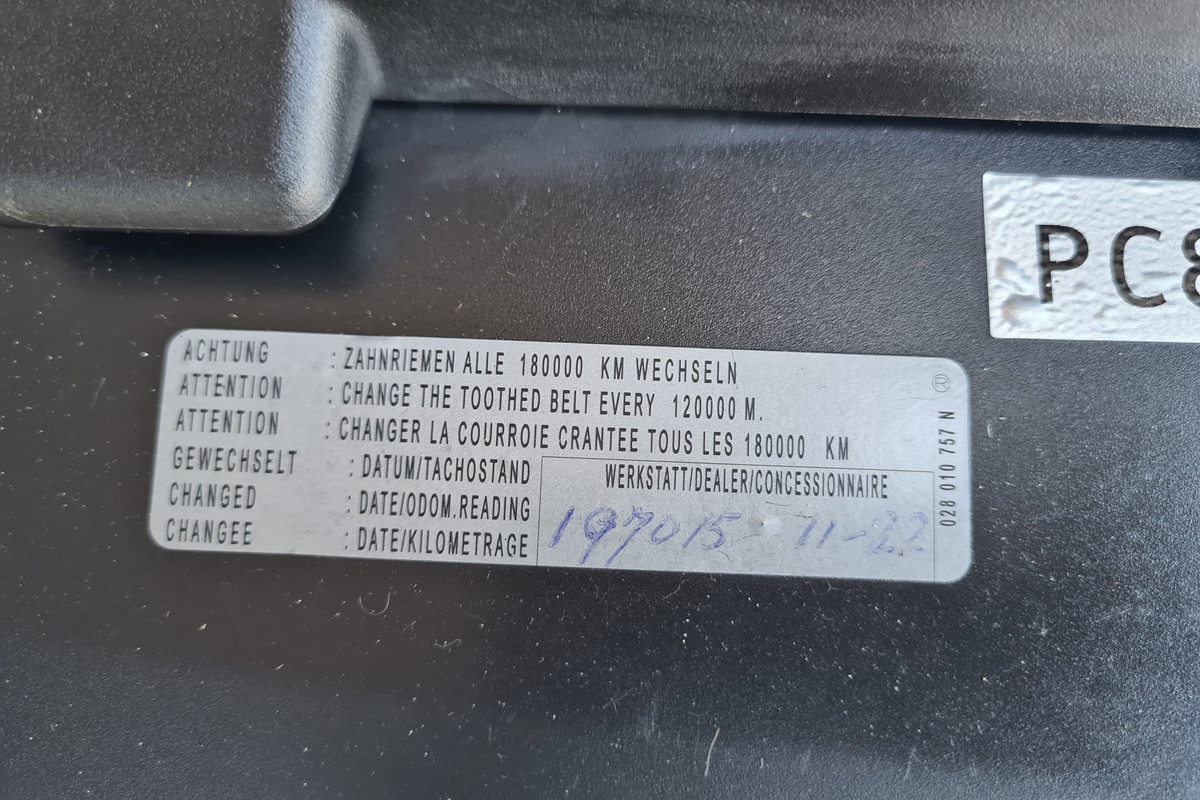 PC8
ACHTUNG : ZAHNRIEMEN ALLE 180000 KM WECHSELN
ATTENTION : CHANGE THE TOOTHED BELT EVERY 120000 M.
ATTENTION : CHANGER LA COURROIE CRANTEE TOUS LES 180000 KM
GEWECHSELT : DATUM/TACHOSTAND
CHANGED : DATE/ODOM.READING
CHANGEE : DATE/KILOMETRAGE
WERKSTATT/DEALER/CONCESSIONNAIRE
197015 11-22
®
028 010 757 N